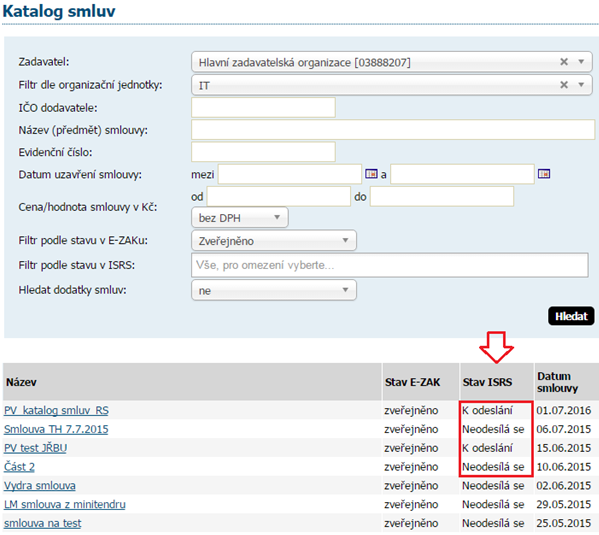 Katalog smluv
Zadavatel: Hlavní zadavatelská organizace [03888207]
Filtr dle organizační jednotky: IT
IČO dodavatele:
Název (předmět) smlouvy:
Evidenční číslo:
Datum uzavření smlouvy: mezi a
Cena/hodnota smlouvy v Kč: od do
bez DPH
Filtr podle stavu v E-ZAKu: Zveřejněno
Filtr podle stavu v ISRS: Vše, pro omezení vyberte...
Hledat dodatky smluv: ne
Hledat
Název Stav E-ZAK Stav ISRS Datum smlouvy
PV_katalog smluv_RS zveřejněno K odeslání 01.07.2016
Smlouva TH 7.7.2015 zveřejněno Neodesílá se 06.07.2015
PV test JŘBU zveřejněno K odeslání 15.06.2015
Část 2 zveřejněno Neodesílá se 10.06.2015
Vydra smlouva zveřejněno Neodesílá se 02.06.2015
LM smlouva z minitendru zveřejněno Neodesílá se 29.05.2015
smlouva na test zveřejněno Neodesílá se 25.05.2015